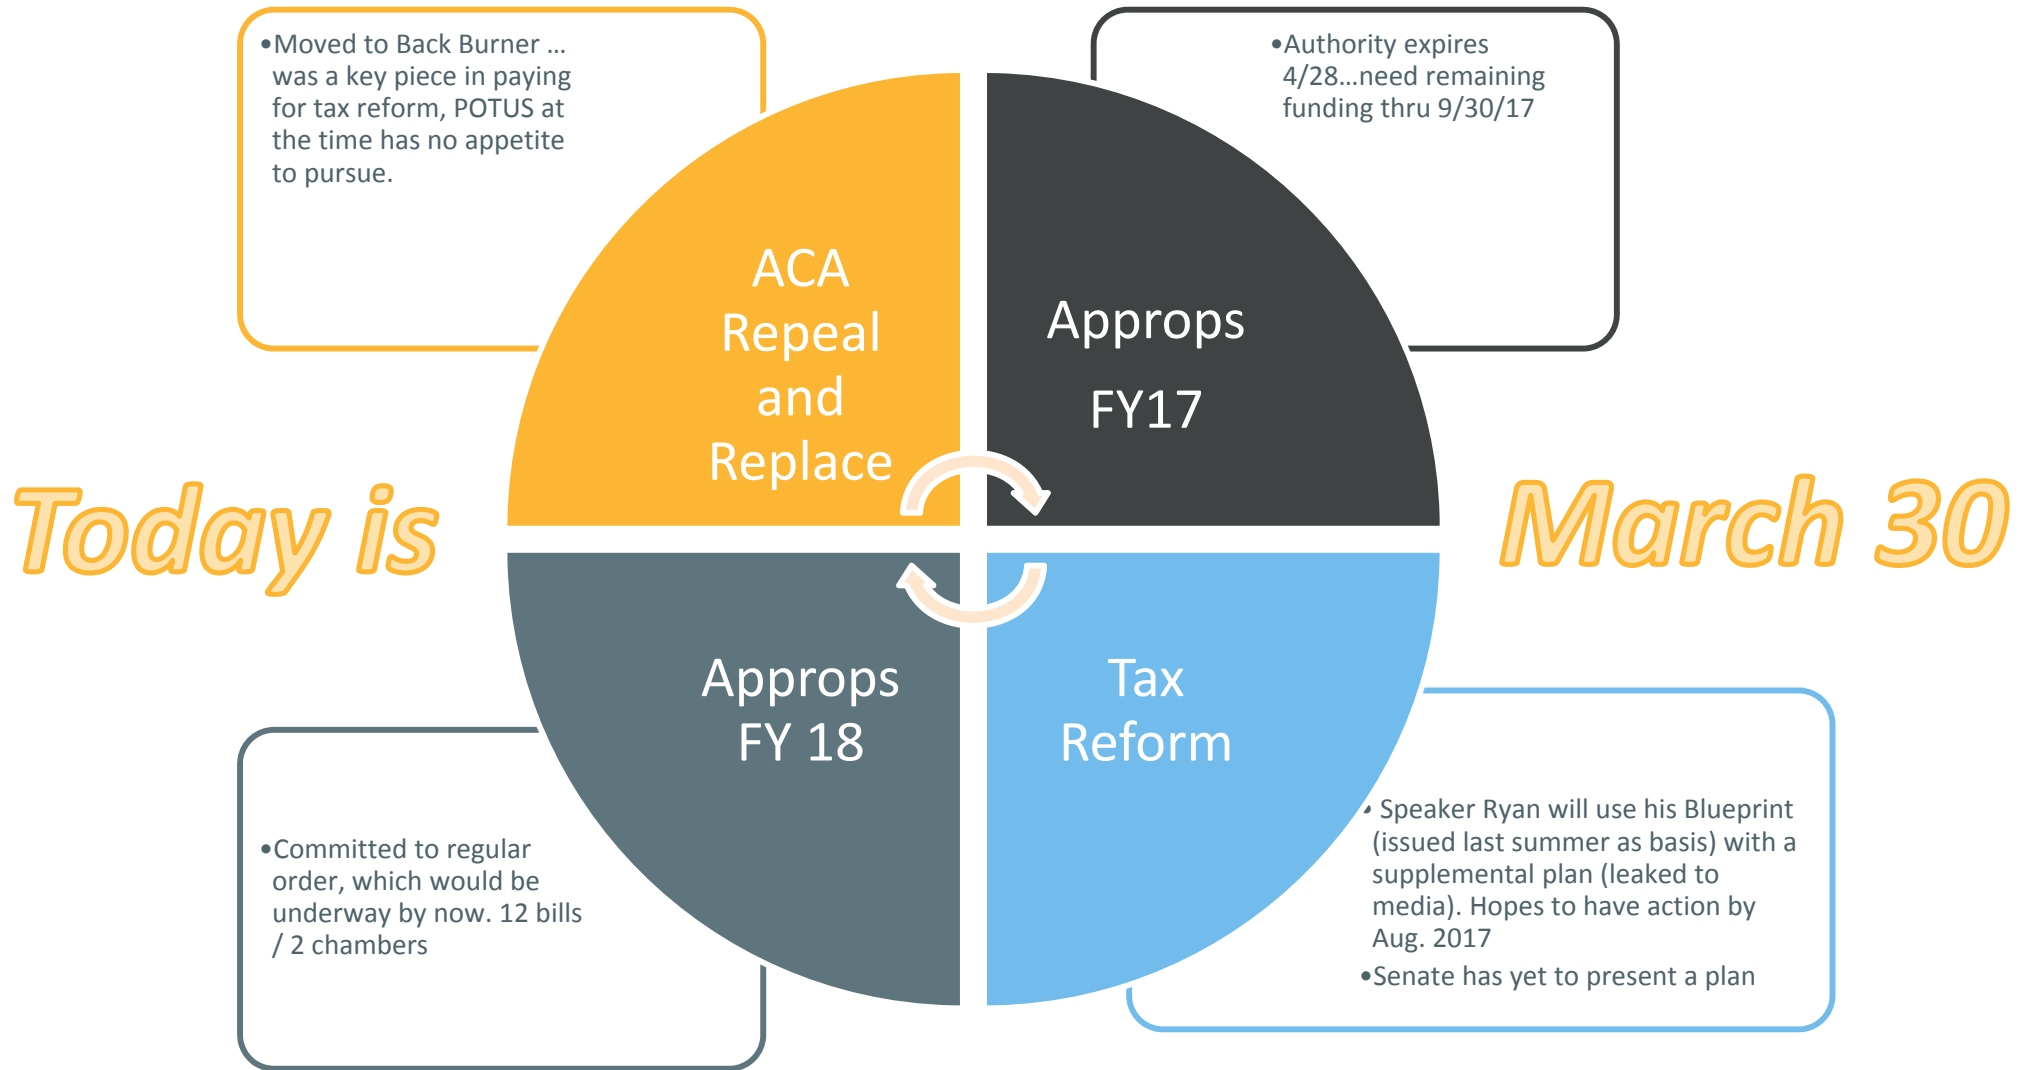 •Moved to Back Burner ...
was a key piece in paying
for tax reform, POTUS at
the time has no appetite
to pursue.
•Authority expires
4/28...need remaining
funding thru 9/30/17
ACA
Repeal
and
Replace
Approps
FY17
Today is
March 30
Approps
FY 18
Tax
Reform
•Committed to regular
order, which would be
underway by now. 12 bills
/ 2 chambers
• Speaker Ryan will use his Blueprint
(issued last summer as basis) with a
supplemental plan (leaked to
media). Hopes to have action by
Aug. 2017
•Senate has yet to present a plan